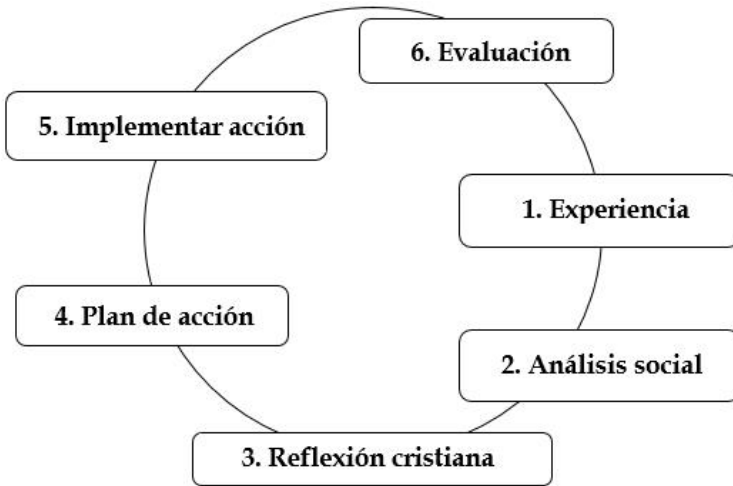 6. Evaluación
5. Implementar acción
1. Experiencia
4. Plan de acción
2. Análisis social
3. Reflexión cristiana